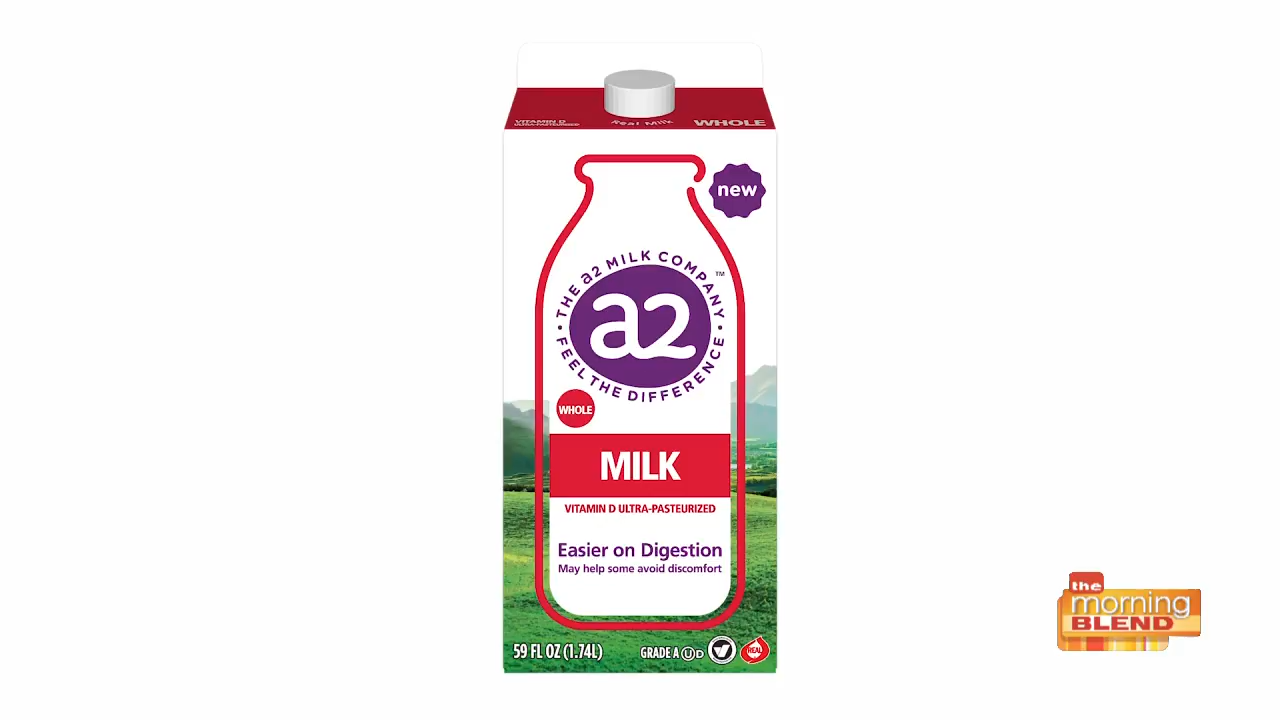 VITAMIN D
ULTRA-PASTEURIZED
Real Milk
WHOLE
new
THE a2 MILK COMPANY
™
a2
FEEL THE DIFFERENCE
WHOLE
MILK
VITAMIN D ULTRA-PASTEURIZED
Easier on Digestion
May help some avoid discomfort
59 FL OZ (1.74L)
GRADE A
U D
REAL
the
morning
BLEND